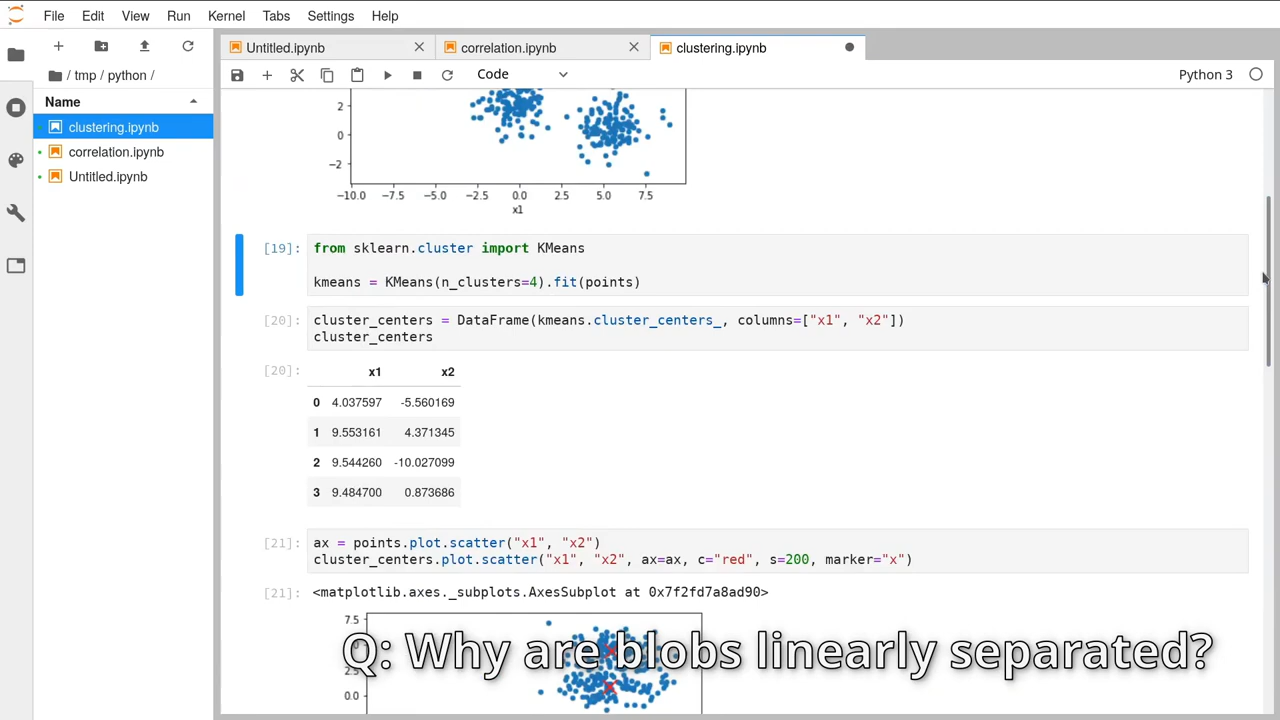 File Edit View Run Kernel Tabs Settings Help
Untitled.ipynb
correlation.ipynb
clustering.ipynb
/ tmp / python /
Code
Python 3
Name
clustering.ipynb
correlation.ipynb
Untitled.ipynb
2
0
−2
−10.0 −7.5 −5.0 −2.5 0.0 2.5 5.0 7.5
x1
[19]: from sklearn.cluster import KMeans
kmeans = KMeans(n_clusters=4).fit(points)
[20]: cluster_centers = DataFrame(kmeans.cluster_centers_, columns=["x1", "x2"])
cluster_centers
[20]: x1 x2
0 4.037597 -5.560169
1 9.553161 4.371345
2 9.544260 -10.027099
3 9.484700 0.873686
[21]: ax = points.plot.scatter("x1", "x2")
cluster_centers.plot.scatter("x1", "x2", ax=ax, c="red", s=200, marker="x")
[21]: <matplotlib.axes._subplots.AxesSubplot at 0x7f2fd7a8ad90>
7.5
Q: Why are blobs linearly separated?
0.0